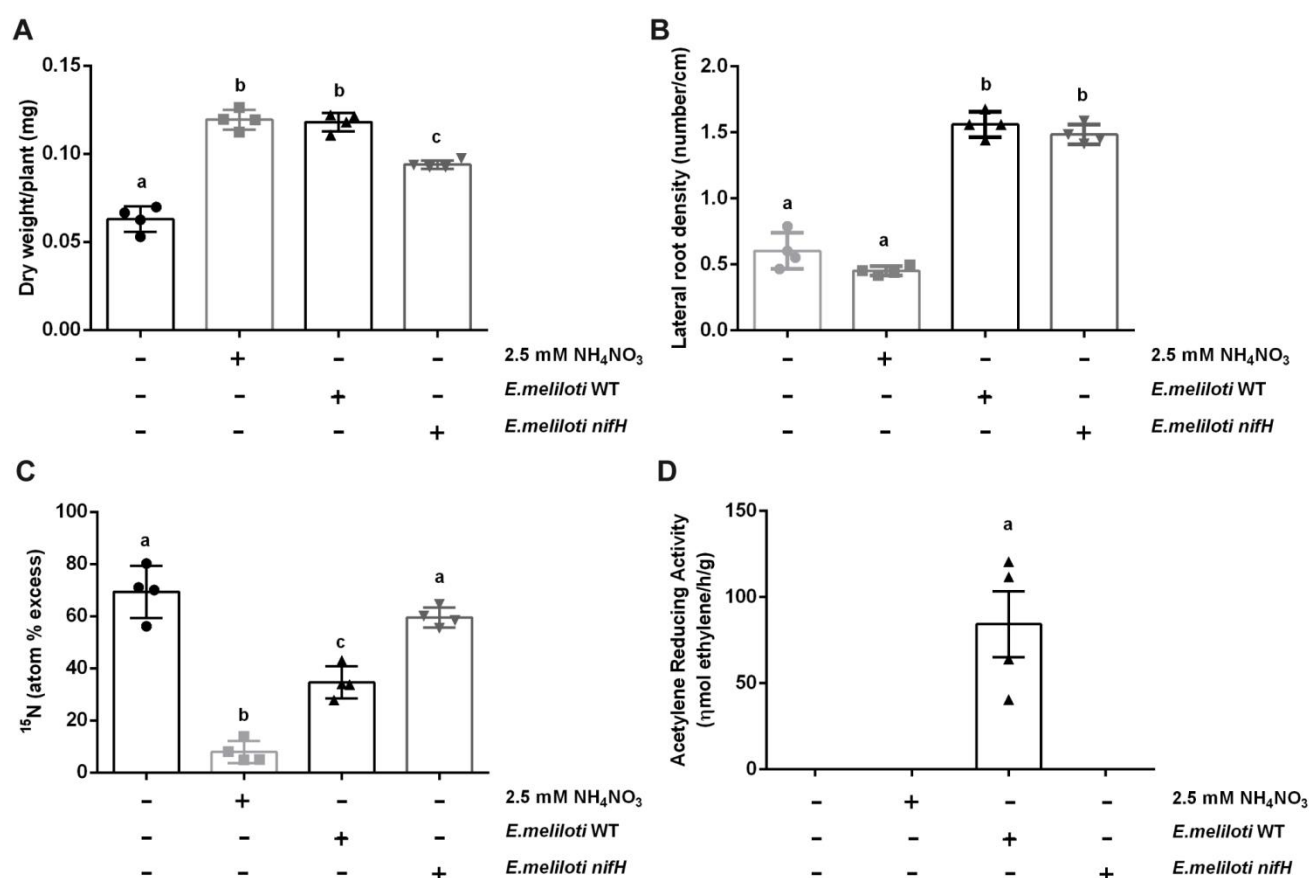 A
Dry weight/plant (mg)
0.15
0.10
0.05
0.00
a
b
b
c
- + - - 2.5 mM NH₄NO₃
- - + - E.meliloti WT
- - - + E.meliloti nifH
B
Lateral root density (number/cm)
2.0
1.5
1.0
0.5
0.0
a
a
b
b
- + - - 2.5 mM NH₄NO₃
- - + - E.meliloti WT
- - - + E.meliloti nifH
C
¹⁵N (atom % excess)
100
80
60
40
20
0
a
b
c
a
- + - - 2.5 mM NH₄NO₃
- - + - E.meliloti WT
- - - + E.meliloti nifH
D
Acetylene Reducing Activity
(ηmol ethylene/h/g)
150
100
50
0
a
- + - - 2.5 mM NH₄NO₃
- - + - E.meliloti WT
- - - + E.meliloti nifH